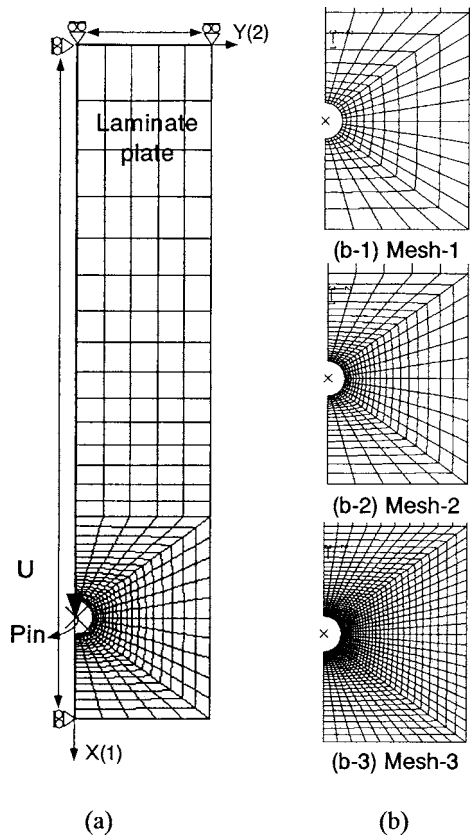 Y(2)
Laminate
plate
U
Pin
X(1)
(a)
(b-1) Mesh-1
(b-2) Mesh-2
(b-3) Mesh-3
(b)